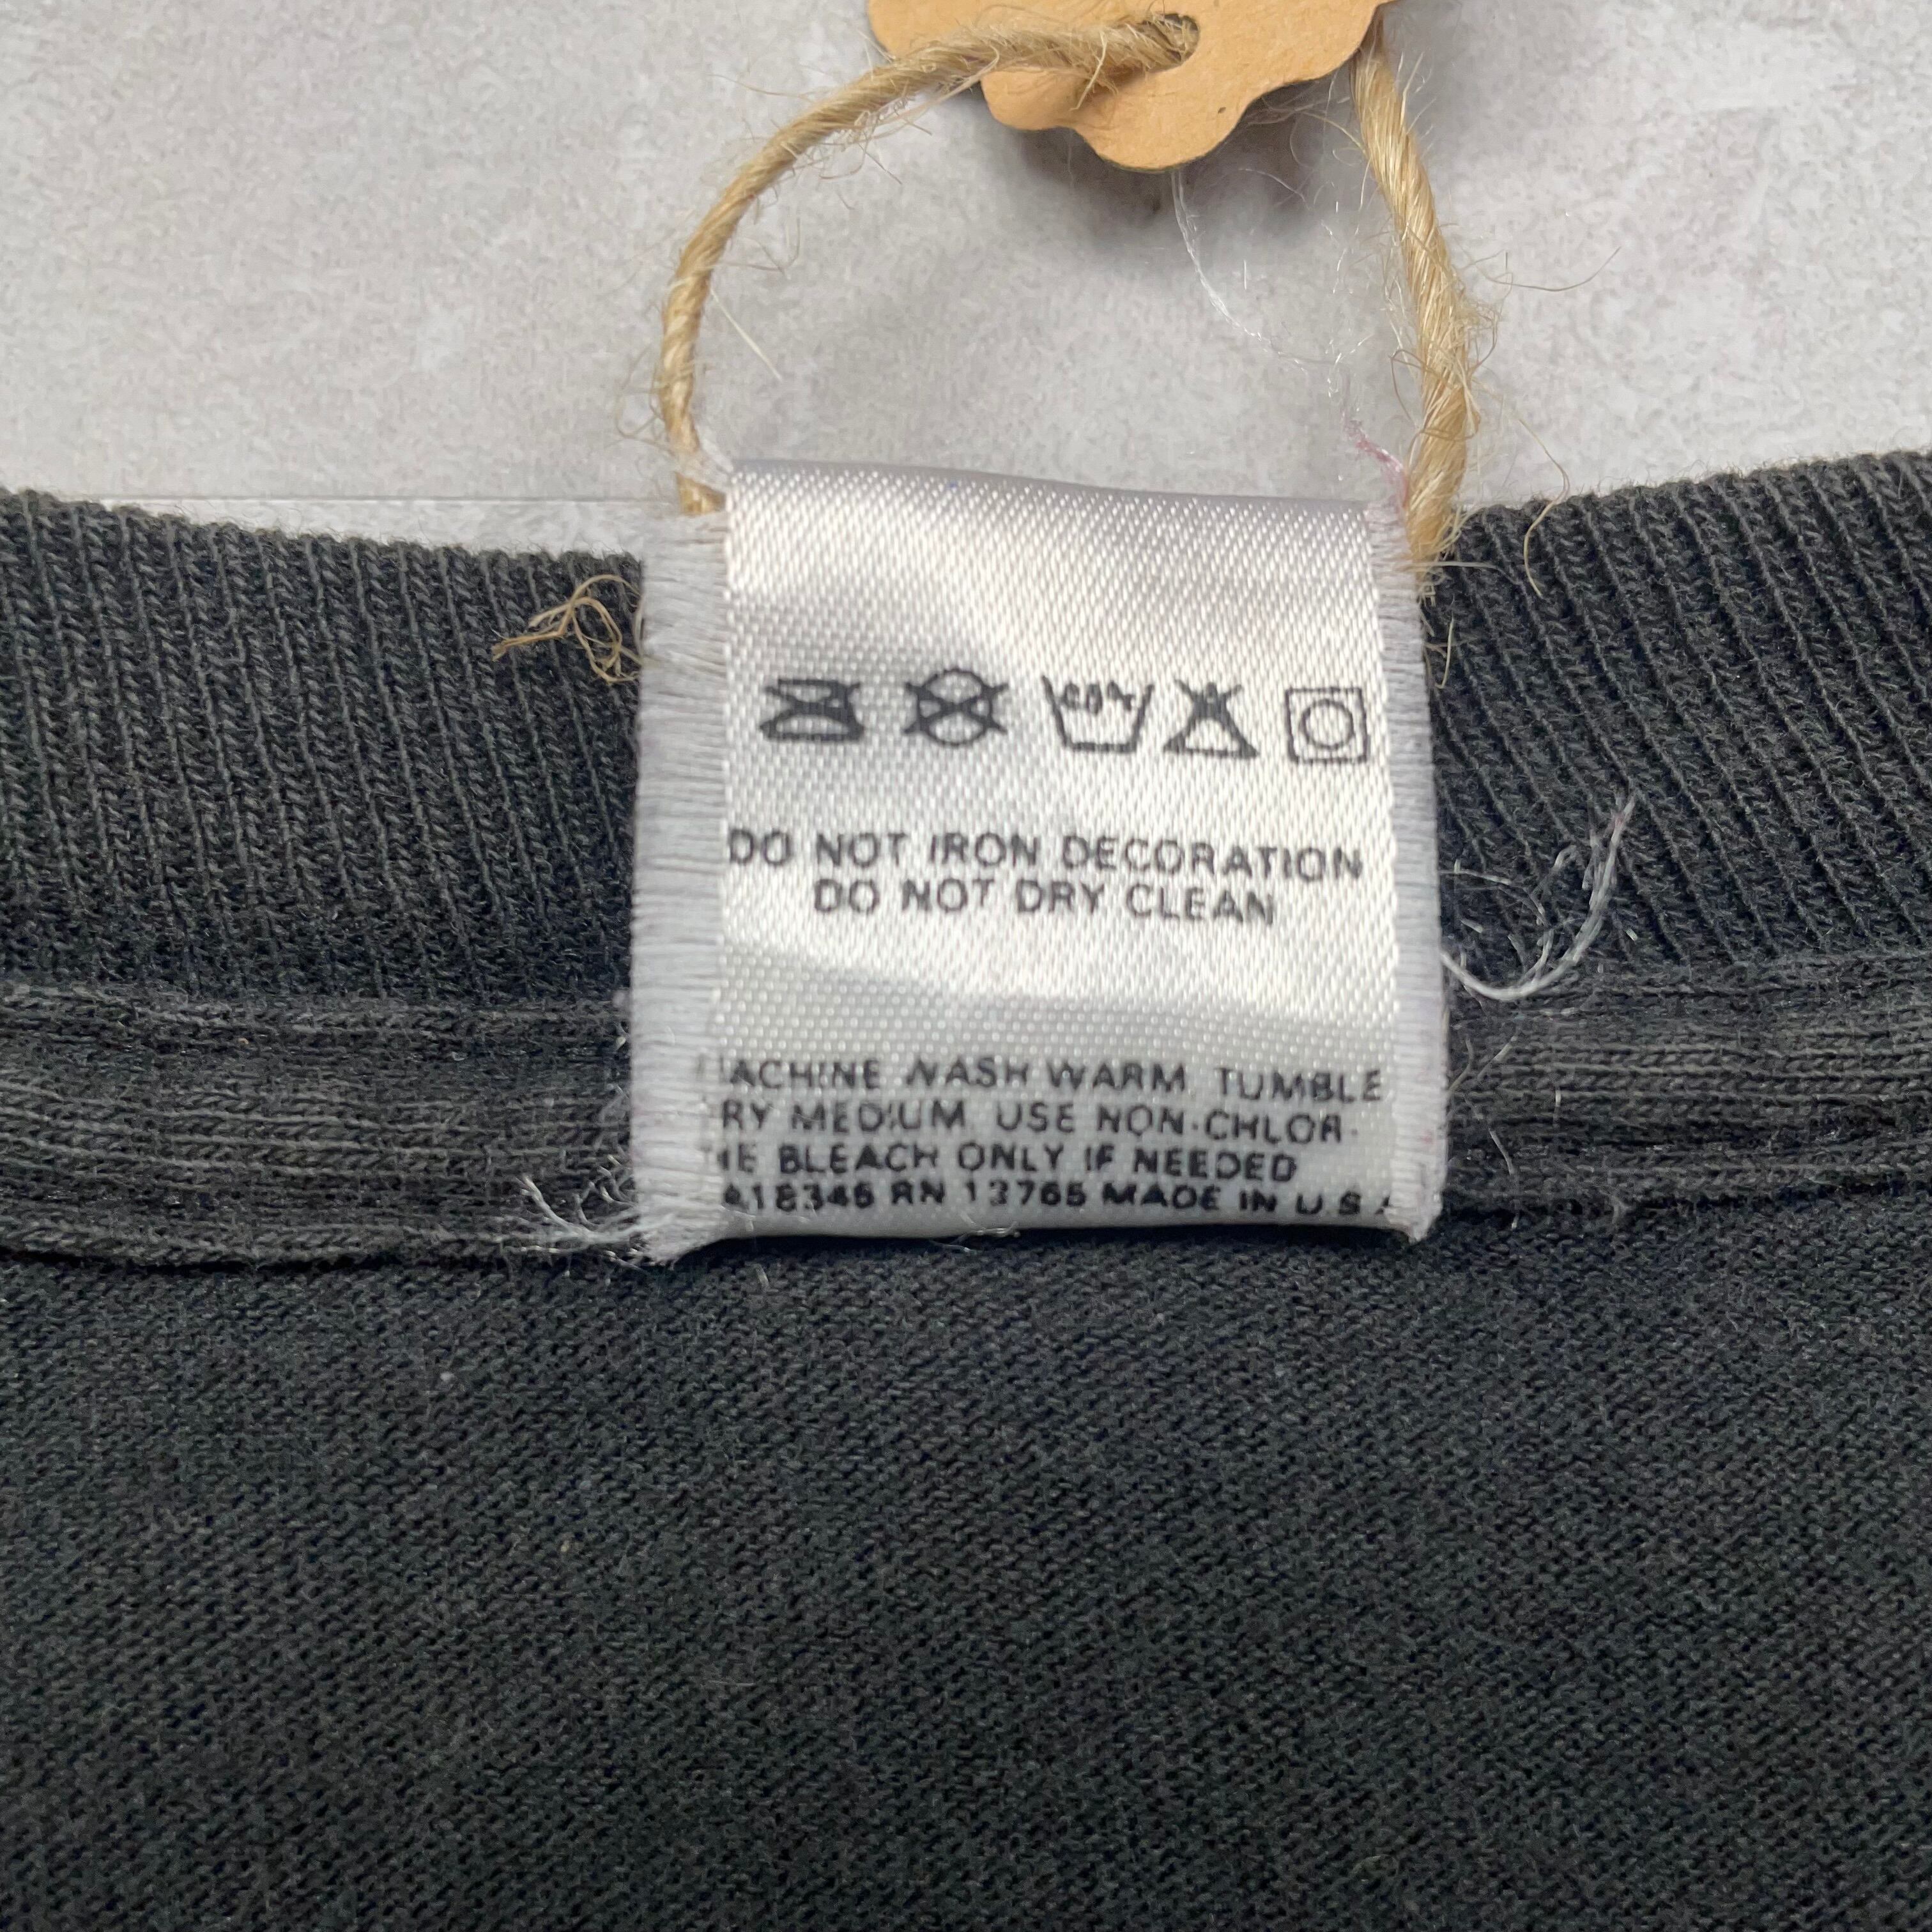 DO NOT IRON DECORATION
DO NOT DRY CLEAN
ACHINE WASH WARM TUMBLE
RY MEDIUM. USE NON-CHLOR-
NE BLEACH ONLY IF NEEDED
RN 13765 MADE IN U S